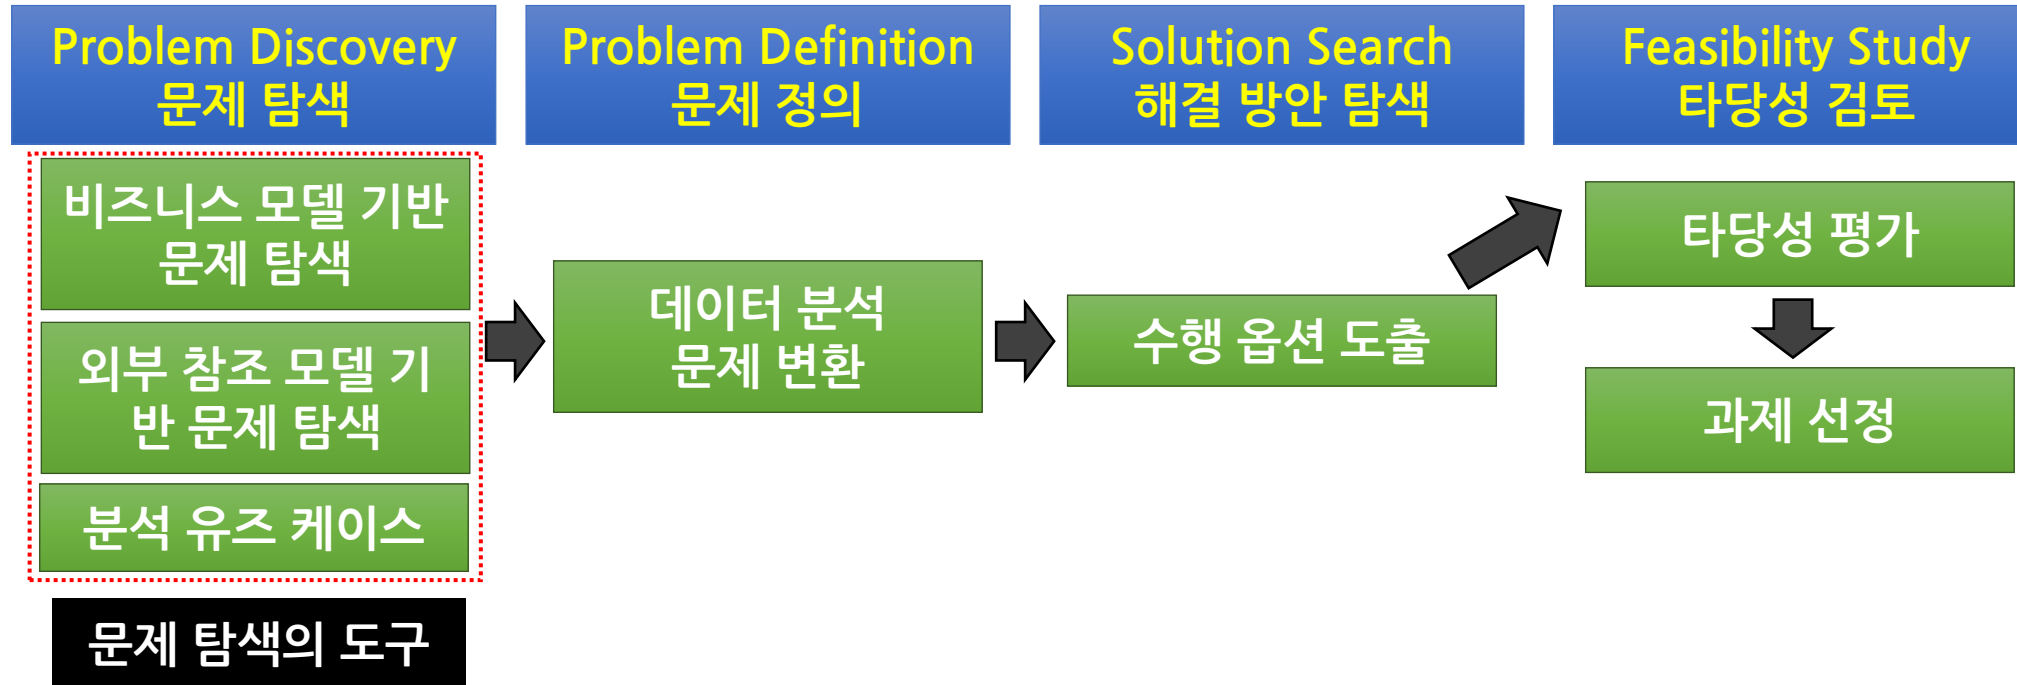 Problem Discovery
문제 탐색
비즈니스 모델 기반
문제 탐색
외부 참조 모델 기
반 문제 탐색
분석 유즈 케이스
문제 탐색의 도구
Problem Definition
문제 정의
데이터 분석
문제 변환
Solution Search
해결 방안 탐색
수행 옵션 도출
Feasibility Study
타당성 검토
타당성 평가
과제 선정